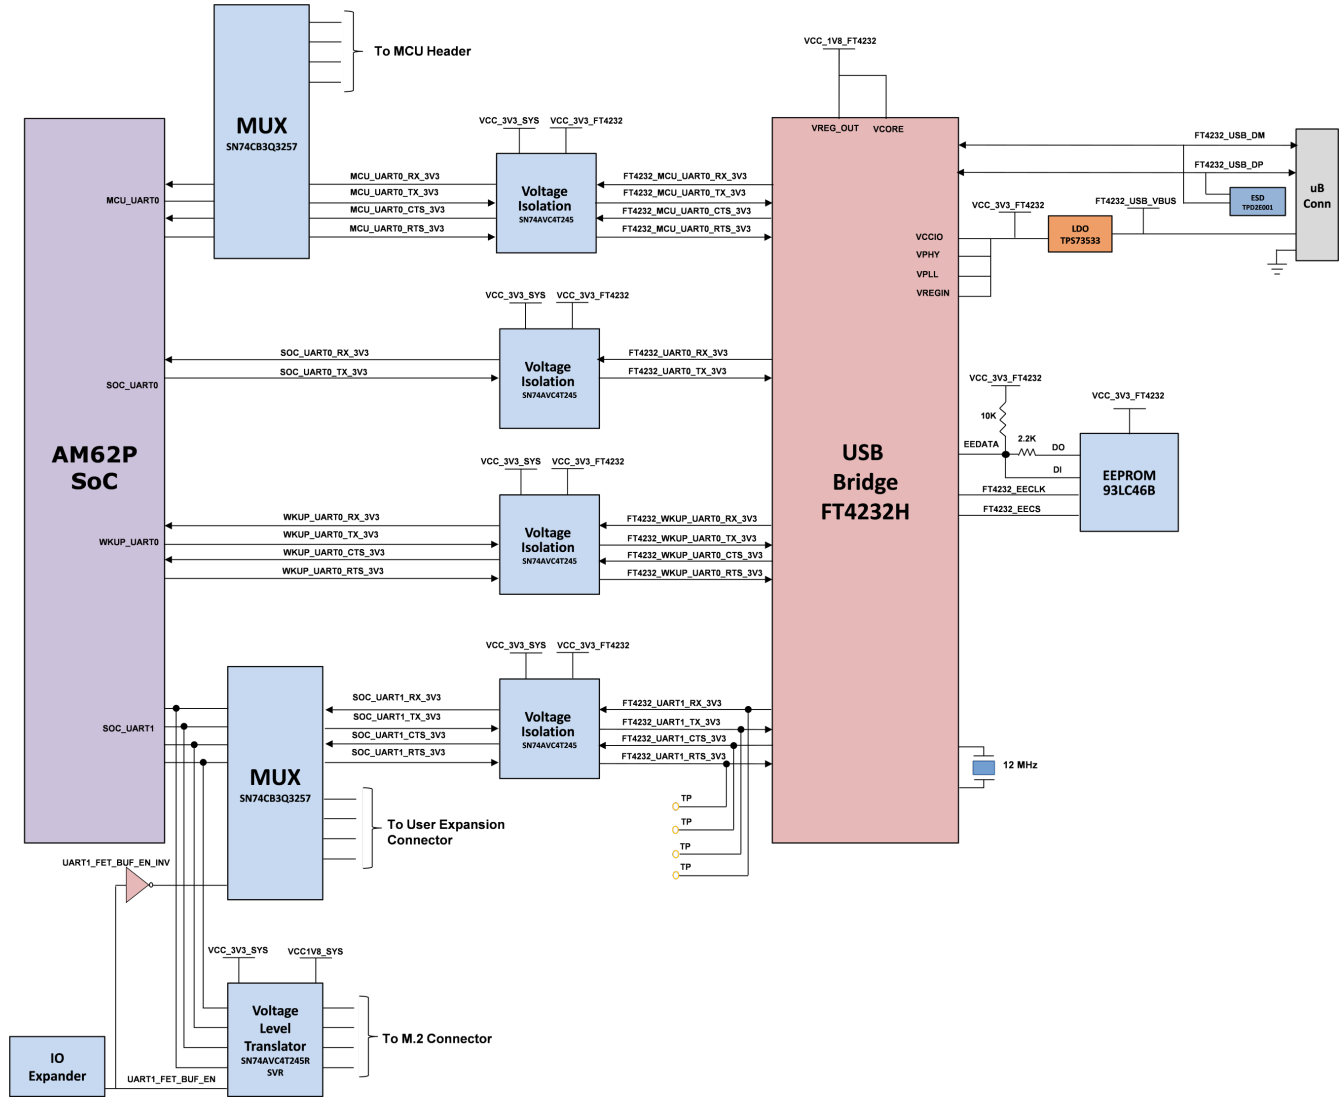 To MCU Header
MUX
SN74CB3Q3257
VCC_1V8_FT4232
VREG_OUT
VCORE
VCC_3V3_SYS
VCC_3V3_FT4232
MCU_UART0
MCU_UART0_RX_3V3
MCU_UART0_TX_3V3
MCU_UART0_CTS_3V3
MCU_UART0_RTS_3V3
Voltage
Isolation
SN74AVC4T245
FT4232_MCU_UART0_RX_3V3
FT4232_MCU_UART0_TX_3V3
FT4232_MCU_UART0_CTS_3V3
FT4232_MCU_UART0_RTS_3V3
FT4232_USB_DM
FT4232_USB_DP
uB
Conn
ESD
TPD2E001
VCC_3V3_FT4232
FT4232_USB_VBUS
LDO
TPS73533
VCCIO
VPHY
VPLL
VREGIN
VCC_3V3_SYS
VCC_3V3_FT4232
SOC_UART0
SOC_UART0_RX_3V3
SOC_UART0_TX_3V3
Voltage
Isolation
SN74AVC4T245
FT4232_UART0_RX_3V3
FT4232_UART0_TX_3V3
VCC_3V3_FT4232
VCC_3V3_FT4232
10K
2.2K
EEDATA
DO
DI
FT4232_EECLK
FT4232_EECS
EEPROM
93LC46B
AM62P
SoC
USB
Bridge
FT4232H
VCC_3V3_SYS
VCC_3V3_FT4232
WKUP_UART0
WKUP_UART0_RX_3V3
WKUP_UART0_TX_3V3
WKUP_UART0_CTS_3V3
WKUP_UART0_RTS_3V3
Voltage
Isolation
SN74AVC4T245
FT4232_WKUP_UART0_RX_3V3
FT4232_WKUP_UART0_TX_3V3
FT4232_WKUP_UART0_CTS_3V3
FT4232_WKUP_UART0_RTS_3V3
VCC_3V3_SYS
VCC_3V3_FT4232
SOC_UART1
SOC_UART1_RX_3V3
SOC_UART1_TX_3V3
SOC_UART1_CTS_3V3
SOC_UART1_RTS_3V3
Voltage
Isolation
SN74AVC4T245
FT4232_UART1_RX_3V3
FT4232_UART1_TX_3V3
FT4232_UART1_CTS_3V3
FT4232_UART1_RTS_3V3
12 MHz
MUX
SN74CB3Q3257
TP
TP
TP
TP
To User Expansion
Connector
UART1_FET_BUF_EN_INV
VCC_3V3_SYS
VCC1V8_SYS
Voltage
Level
Translator
SN74AVC4T245R
SVR
To M.2 Connector
IO
Expander
UART1_FET_BUF_EN